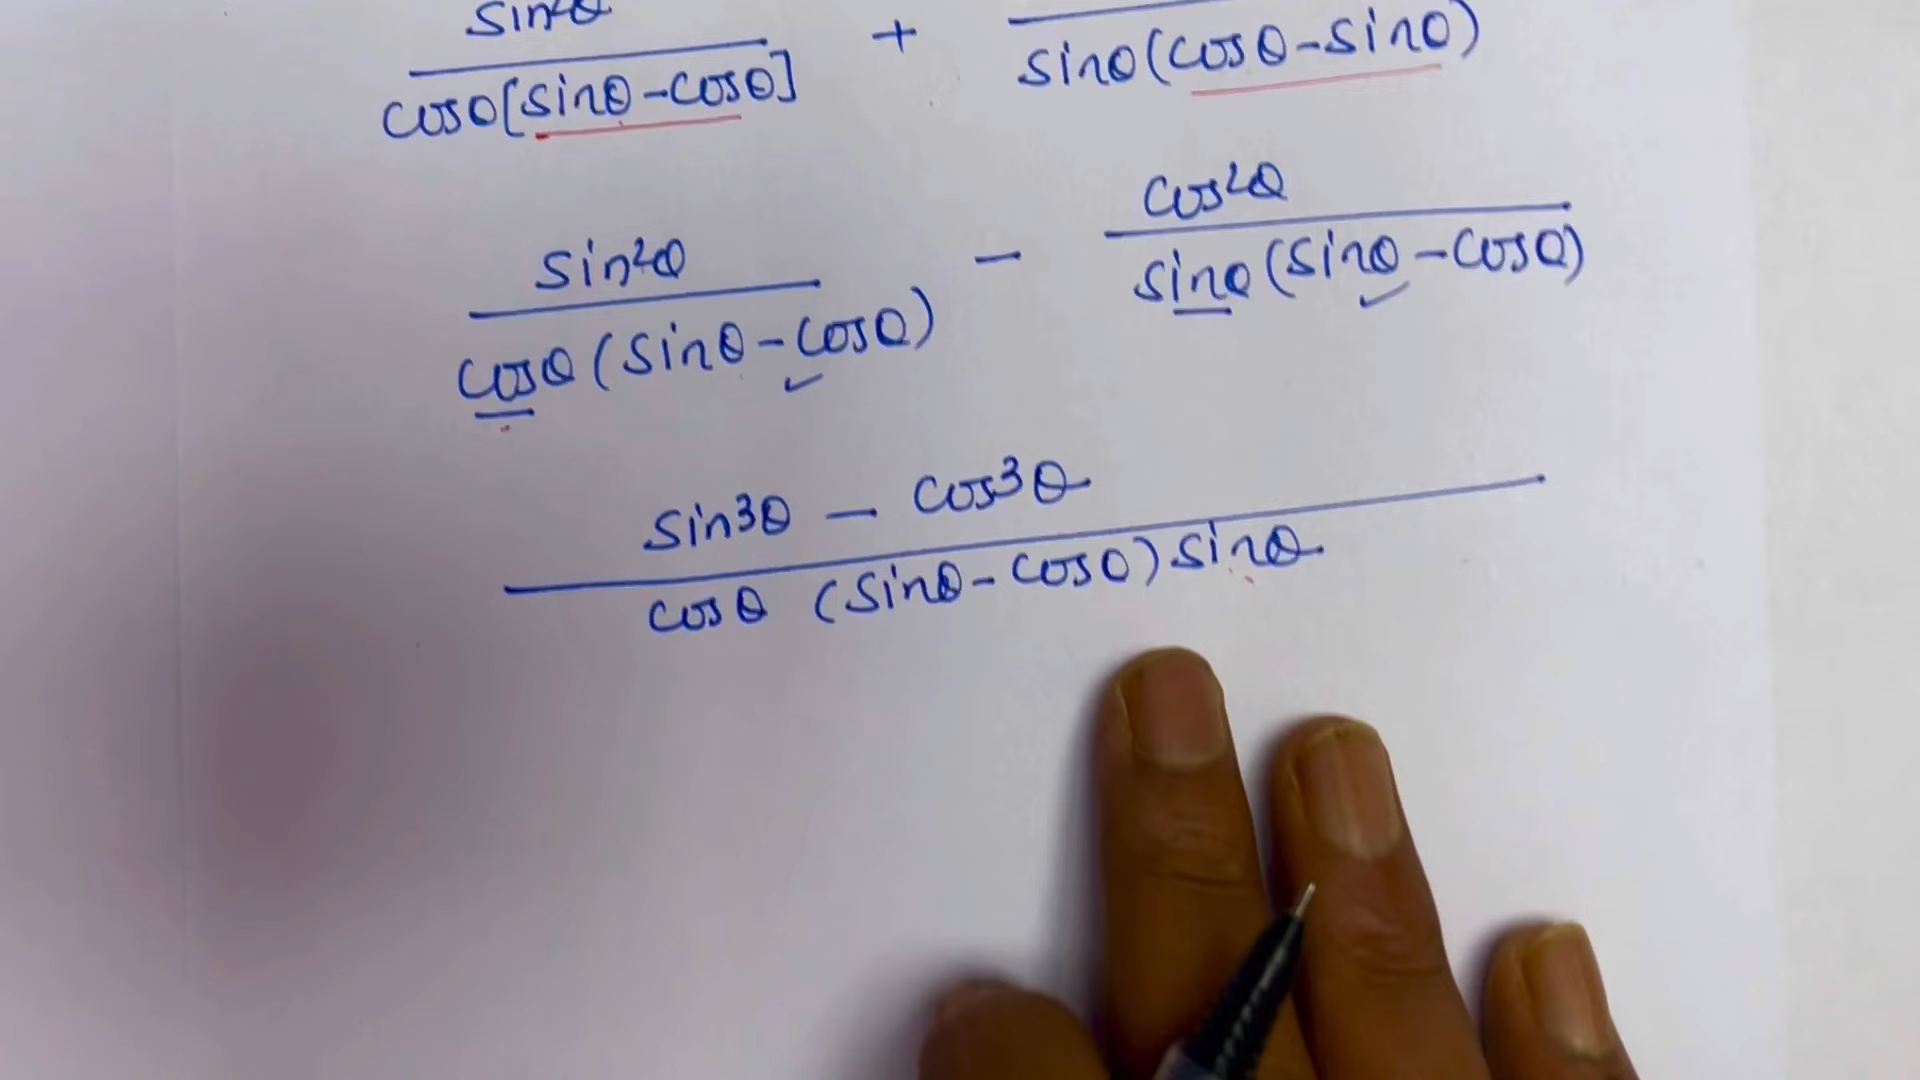 sin²θ + 
cosθ[sinθ-cosθ] sinθ(cosθ-sinθ)
sin²θ - cos²θ
cosθ(sinθ-cosθ) sinθ(sinθ-cosθ)
sin³θ - cos³θ
cosθ (sinθ-cosθ) sinθ